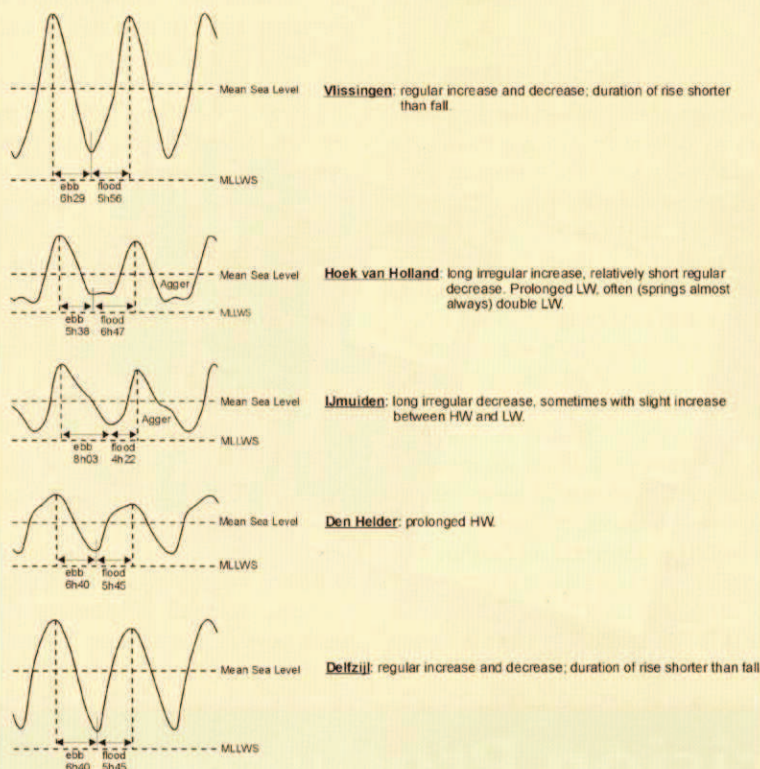 Mean Sea Level
Vlissingen: regular increase and decrease; duration of rise shorter
than fall.
MLLWS
ebb flood
6h29 5h56
Mean Sea Level
Agger
Hoek van Holland: long irregular increase, relatively short regular
decrease. Prolonged LW, often (springs almost
always) double LW.
MLLWS
ebb flood
5h38 6h47
Mean Sea Level
Agger
IJmuiden: long irregular decrease, sometimes with slight increase
between HW and LW.
MLLWS
ebb flood
8h03 4h22
Mean Sea Level
Den Helder: prolonged HW.
MLLWS
ebb flood
6h40 5h45
Mean Sea Level
Delfzijl: regular increase and decrease; duration of rise shorter than fall
MLLWS
ebb flood
6h40 5h45